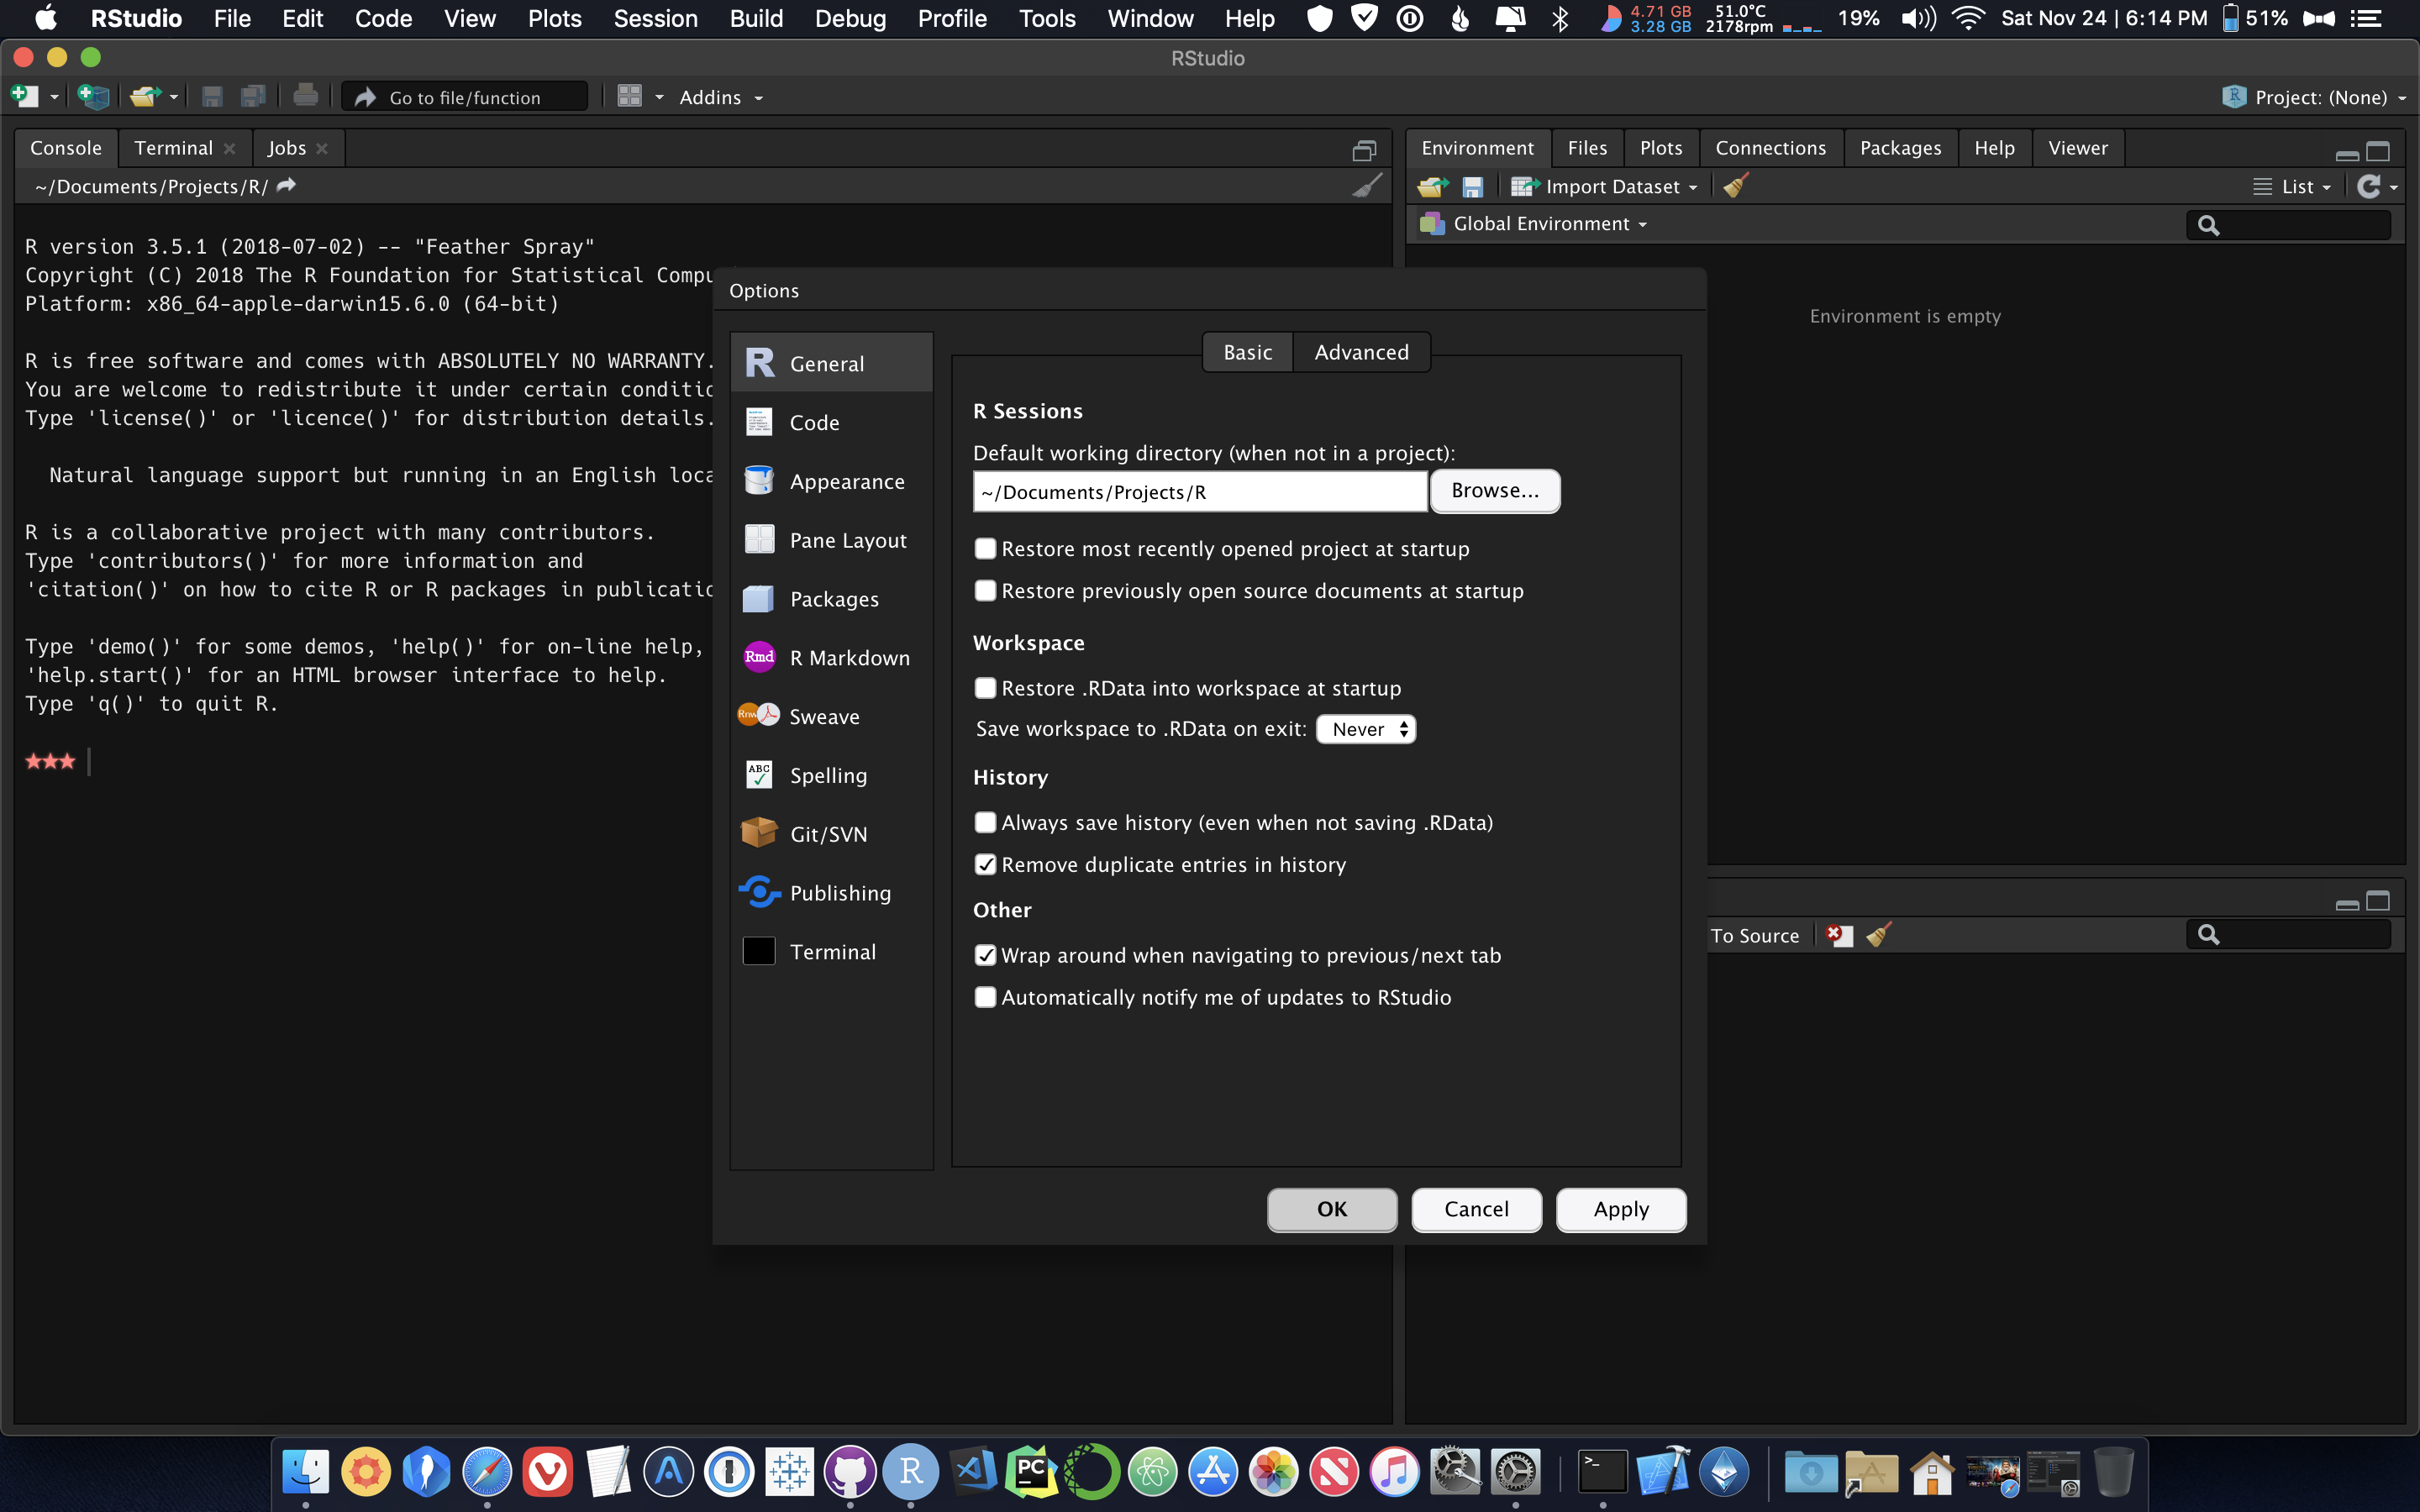 RStudio File Edit Code View Plots Session Build Debug Profile Tools Window Help 4.71 GB 3.28 GB 51.0°C 2178rpm 19% Sat Nov 24 | 6:14 PM 51%
RStudio
Go to file/function Addins Project: (None)
Console Terminal Jobs
~/Documents/Projects/R/
R version 3.5.1 (2018-07-02) -- "Feather Spray"
Copyright (C) 2018 The R Foundation for Statistical
Platform: x86_64-apple-darwin15.6.0 (64-bit)
R is free software and comes with ABSOLUTELY NO WARRANTY.
You are welcome to redistribute it under certain
Type 'license()' or 'licence()' for distribution details.
Natural language support but running in an English
R is a collaborative project with many contributors.
Type 'contributors()' for more information and
'citation()' on how to cite R or R packages in
Type 'demo()' for some demos, 'help()' for on-line help,
'help.start()' for an HTML browser interface to help.
Type 'q()' to quit R.
Environment Files Plots Connections Packages Help Viewer
Import Dataset List
Global Environment
Environment is empty
To Source
Options
General
Code
Appearance
Pane Layout
Packages
Rmd R Markdown
Rnw Sweave
ABC Spelling
Git/SVN
Publishing
Terminal
Basic Advanced
R Sessions
Default working directory (when not in a project):
~/Documents/Projects/R Browse...
Restore most recently opened project at startup
Restore previously open source documents at startup
Workspace
Restore .RData into workspace at startup
Save workspace to .RData on exit: Never
History
Always save history (even when not saving .RData)
Remove duplicate entries in history
Other
Wrap around when navigating to previous/next tab
Automatically notify me of updates to RStudio
OK Cancel Apply
R PC